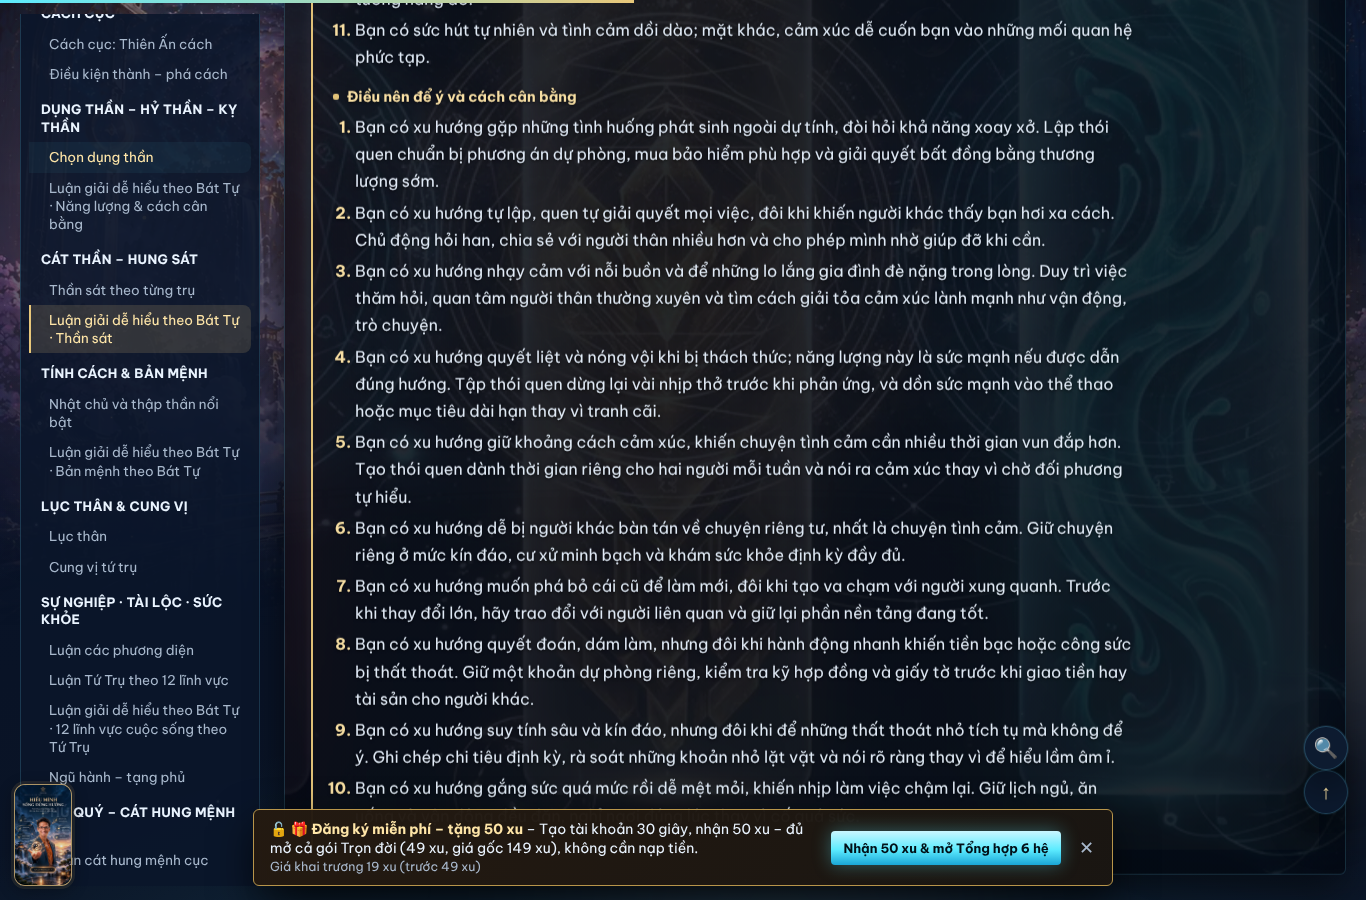 CÁCH CỤC
Cách cục: Thiên Ấn cách
Điều kiện thành – phá cách
DỤNG THẦN – HỶ THẦN – KỴ
THẦN
Chọn dụng thần
Luận giải dễ hiểu theo Bát Tự
· Năng lượng & cách cân
bằng
CÁT THẦN – HUNG SÁT
Thần sát theo từng trụ
Luận giải dễ hiểu theo Bát Tự
· Thần sát
TÍNH CÁCH & BẢN MỆNH
Nhật chủ và thập thần nổi
bật
Luận giải dễ hiểu theo Bát Tự
· Bản mệnh theo Bát Tự
LỤC THÂN & CUNG VỊ
Lục thân
Cung vị tứ trụ
SỰ NGHIỆP · TÀI LỘC · SỨC
KHỎE
Luận các phương diện
Luận Tứ Trụ theo 12 lĩnh vực
Luận giải dễ hiểu theo Bát Tự
· 12 lĩnh vực cuộc sống theo
Tứ Trụ
Ngũ hành – tạng phủ
QUÝ – CÁT HUNG MỆNH
cát hung mệnh cục
11. Bạn có sức hút tự nhiên và tình cảm dồi dào; mặt khác, cảm xúc dễ cuốn bạn vào những mối quan hệ
phức tạp.
Điều nên để ý và cách cân bằng
1. Bạn có xu hướng gặp những tình huống phát sinh ngoài dự tính, đòi hỏi khả năng xoay xở. Lập thói
quen chuẩn bị phương án dự phòng, mua bảo hiểm phù hợp và giải quyết bất đồng bằng thương
lượng sớm.
2. Bạn có xu hướng tự lập, quen tự giải quyết mọi việc, đôi khi khiến người khác thấy bạn hơi xa cách.
Chủ động hỏi han, chia sẻ với người thân nhiều hơn và cho phép mình nhờ giúp đỡ khi cần.
3. Bạn có xu hướng nhạy cảm với nỗi buồn và để những lo lắng gia đình đè nặng trong lòng. Duy trì việc
thăm hỏi, quan tâm người thân thường xuyên và tìm cách giải tỏa cảm xúc lành mạnh như vận động,
trò chuyện.
4. Bạn có xu hướng quyết liệt và nóng vội khi bị thách thức; năng lượng này là sức mạnh nếu được dẫn
đúng hướng. Tập thói quen dừng lại vài nhịp thở trước khi phản ứng, và dồn sức mạnh vào thể thao
hoặc mục tiêu dài hạn thay vì tranh cãi.
5. Bạn có xu hướng giữ khoảng cách cảm xúc, khiến chuyện tình cảm cần nhiều thời gian vun đắp hơn.
Tạo thói quen dành thời gian riêng cho hai người mỗi tuần và nói ra cảm xúc thay vì chờ đối phương
tự hiểu.
6. Bạn có xu hướng dễ bị người khác bàn tán về chuyện riêng tư, nhất là chuyện tình cảm. Giữ chuyện
riêng ở mức kín đáo, cư xử minh bạch và khám sức khỏe định kỳ đầy đủ.
7. Bạn có xu hướng muốn phá bỏ cái cũ để làm mới, đôi khi tạo va chạm với người xung quanh. Trước
khi thay đổi lớn, hãy trao đổi với người liên quan và giữ lại phần nền tảng đang tốt.
8. Bạn có xu hướng quyết đoán, dám làm, nhưng đôi khi hành động nhanh khiến tiền bạc hoặc công sức
bị thất thoát. Giữ một khoản dự phòng riêng, kiểm tra kỹ hợp đồng và giấy tờ trước khi giao tiền hay
tài sản cho người khác.
9. Bạn có xu hướng suy tính sâu và kín đáo, nhưng đôi khi để những thất thoát nhỏ tích tụ mà không để
ý. Ghi chép chi tiêu định kỳ, rà soát những khoản nhỏ lặt vặt và nói rõ ràng thay vì để hiểu lầm âm ỉ.
10. Bạn có xu hướng gắng sức quá mức rồi dễ mệt mỏi, khiến nhịp làm việc chậm lại. Giữ lịch ngủ, ăn
🔓 🎁 Đăng ký miễn phí – tặng 50 xu – Tạo tài khoản 30 giây, nhận 50 xu – đủ
mở cả gói Trọn đời (49 xu, giá gốc 149 xu), không cần nạp tiền.
Giá khai trương 19 xu (trước 49 xu)
Nhận 50 xu & mở Tổng hợp 6 hệ
✕
↑